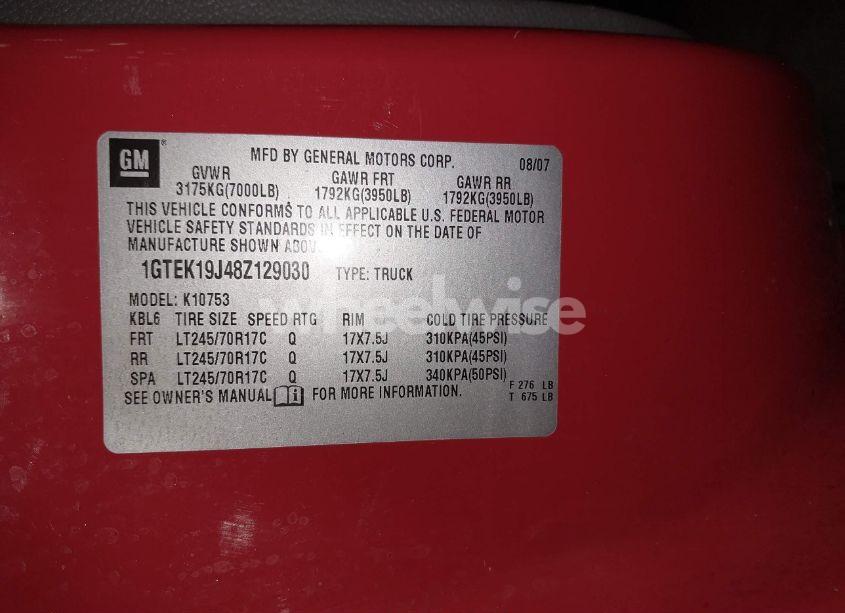 GM
MFD BY GENERAL MOTORS CORP. 08/07
GVWR GAWR FRT GAWR RR
3175KG(7000LB) 1792KG(3950LB) 1792KG(3950LB)
THIS VEHICLE CONFORMS TO ALL APPLICABLE U.S. FEDERAL MOTOR
VEHICLE SAFETY STANDARDS IN EFFECT ON THE DATE OF
MANUFACTURE SHOWN ABOVE.
1GTEK19J48Z129030 TYPE: TRUCK
MODEL: K10753
wheelwise
KBL6 TIRE SIZE SPEED RTG RIM COLD TIRE PRESSURE
FRT LT245/70R17C Q 17X7.5J 310KPA(45PSI)
RR LT245/70R17C Q 17X7.5J 310KPA(45PSI)
SPA LT245/70R17C Q 17X7.5J 340KPA(50PSI)
F 276 LB
SEE OWNER'S MANUAL i FOR MORE INFORMATION. T 675 LB